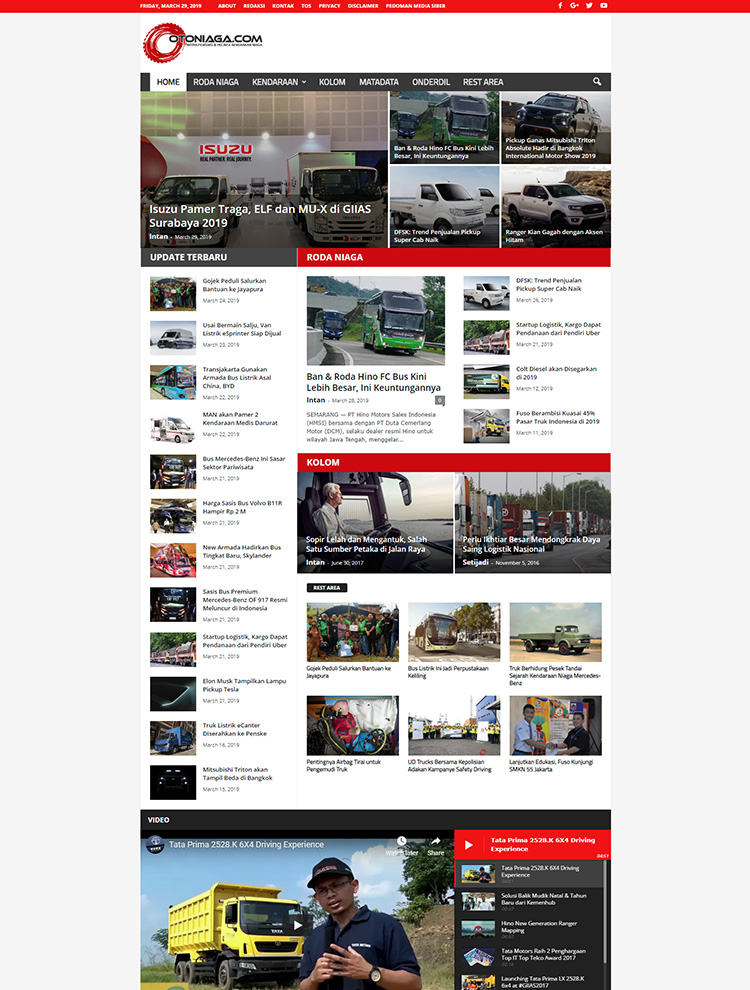 FRIDAY, MARCH 29, 2019 ABOUT REDAKSI KONTAK TOS PRIVACY DISCLAIMER PEDOMAN MEDIA SIBER
OTONIAGA.COM
HOME RODA NIAGA KENDARAAN KOLOM MATADATA ONDERDIL REST AREA
ISUZU
REAL PARTNER. REAL JOURNEY.
Isuzu Pamer Traga, ELF dan MU-X di GIIAS
Surabaya 2019
Intan - March 29, 2019
Ban & Roda Hino FC Bus Kini Lebih
Besar, Ini Keuntungannya
Pickup Ganas Mitsubishi Triton
Absolute Hadir di Bangkok
International Motor Show 2019
DFSK: Trend Penjualan Pickup
Super Cab Naik
Ranger Kian Gagah dengan Aksen
Hitam
UPDATE TERBARU
Gojek Peduli Salurkan
Bantuan ke Jayapura
March 24, 2019
Usai Bermain Salju, Van
Listrik eSprinter Siap Dijual
March 23, 2019
Transjakarta Gunakan
Armada Bus Listrik Asal
China, BYD
March 22, 2019
MAN akan Pamer 2
Kendaraan Medis Darurat
March 22, 2019
Bus Mercedes-Benz Ini Sasar
Sektor Pariwisata
March 21, 2019
Harga Sasis Bus Volvo B11R
Hampir Rp 2 M
March 21, 2019
New Armada Hadirkan Bus
Tingkat Baru, Skylander
March 21, 2019
Sasis Bus Premium
Mercedes-Benz OF 917 Resmi
Meluncur di Indonesia
March 21, 2019
Startup Logistik, Kargo Dapat
Pendanaan dari Pendiri Uber
March 21, 2019
Elon Musk Tampilkan Lampu
Pickup Tesla
March 21, 2019
Truk Listrik eCanter
Diserahkan ke Penske
March 16, 2019
Mitsubishi Triton akan
Tampil Beda di Bangkok
March 15, 2019
RODA NIAGA
Ban & Roda Hino FC Bus Kini
Lebih Besar, Ini Keuntungannya
Intan - March 28, 2019 0
SEMARANG — PT Hino Motors Sales Indonesia
(HMSI) bersama dengan PT Duta Cemerlang
Motor (DCM), selaku dealer resmi Hino untuk
wilayah Jawa Tengah, menggelar...
DFSK: Trend Penjualan
Pickup Super Cab Naik
March 26, 2019
Startup Logistik, Kargo Dapat
Pendanaan dari Pendiri Uber
March 21, 2019
Colt Diesel akan Disegarkan
di 2019
March 12, 2019
Fuso Berambisi Kuasai 45%
Pasar Truk Indonesia di 2019
March 11, 2019
KOLOM
Sopir Lelah dan Mengantuk, Salah
Satu Sumber Petaka di Jalan Raya
Intan - June 30, 2017
Perlu Ikhtiar Besar Mendongkrak Daya
Saing Logistik Nasional
Setijadi - November 5, 2016
REST AREA
Gojek Peduli Salurkan Bantuan ke
Jayapura
Bus Listrik Ini Jadi Perpustakaan
Keliling
Truk Berhidung Pesek Tandai
Sejarah Kendaraan Niaga Mercedes-
Benz
Pentingnya Airbag Tirai untuk
Pengemudi Truk
UD Trucks Bersama Kepolisian
Adakan Kampanye Safety Driving
Lanjutkan Edukasi, Fuso Kunjungi
SMKN 55 Jakarta
VIDEO
Tata Prima 2528.K 6X4 Driving Experience
Watch later Share
TATA
Tata Prima 2528.K 6X4 Driving
Experience
Tata Prima 2528.K 6X4 Driving
Experience
Solusi Balik Mudik Natal & Tahun
Baru dari Kemenhub
Hino New Generation Ranger
Mapping
Tata Motors Raih 2 Penghargaan
Top IT Top Telco Award 2017
Launching Tata Prima LX 2528.K
6x4 at #GIIAS2017